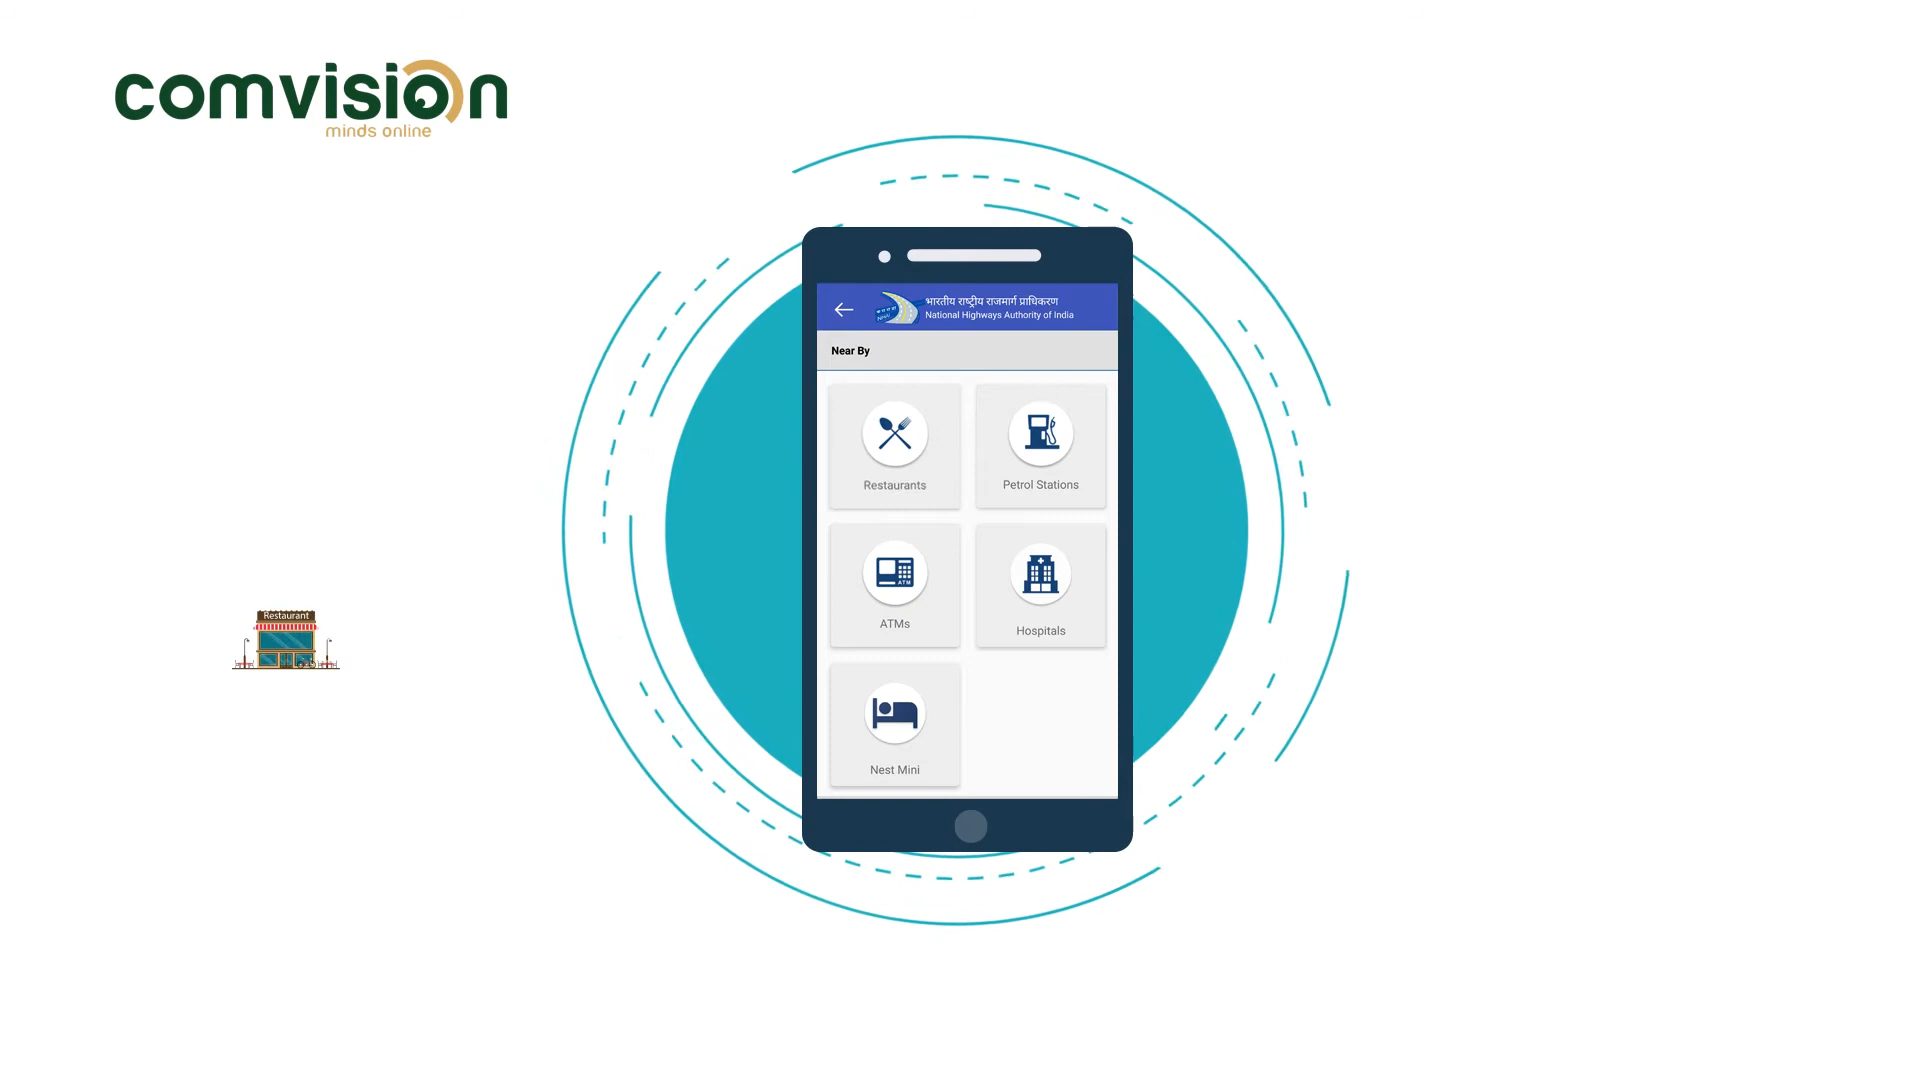 comvision
minds online
भारतीय राष्ट्रीय राजमार्ग प्राधिकरण
National Highways Authority of India
Near By
Restaurants
Petrol Stations
ATM
ATMs
Hospitals
Restaurant
Nest Mini